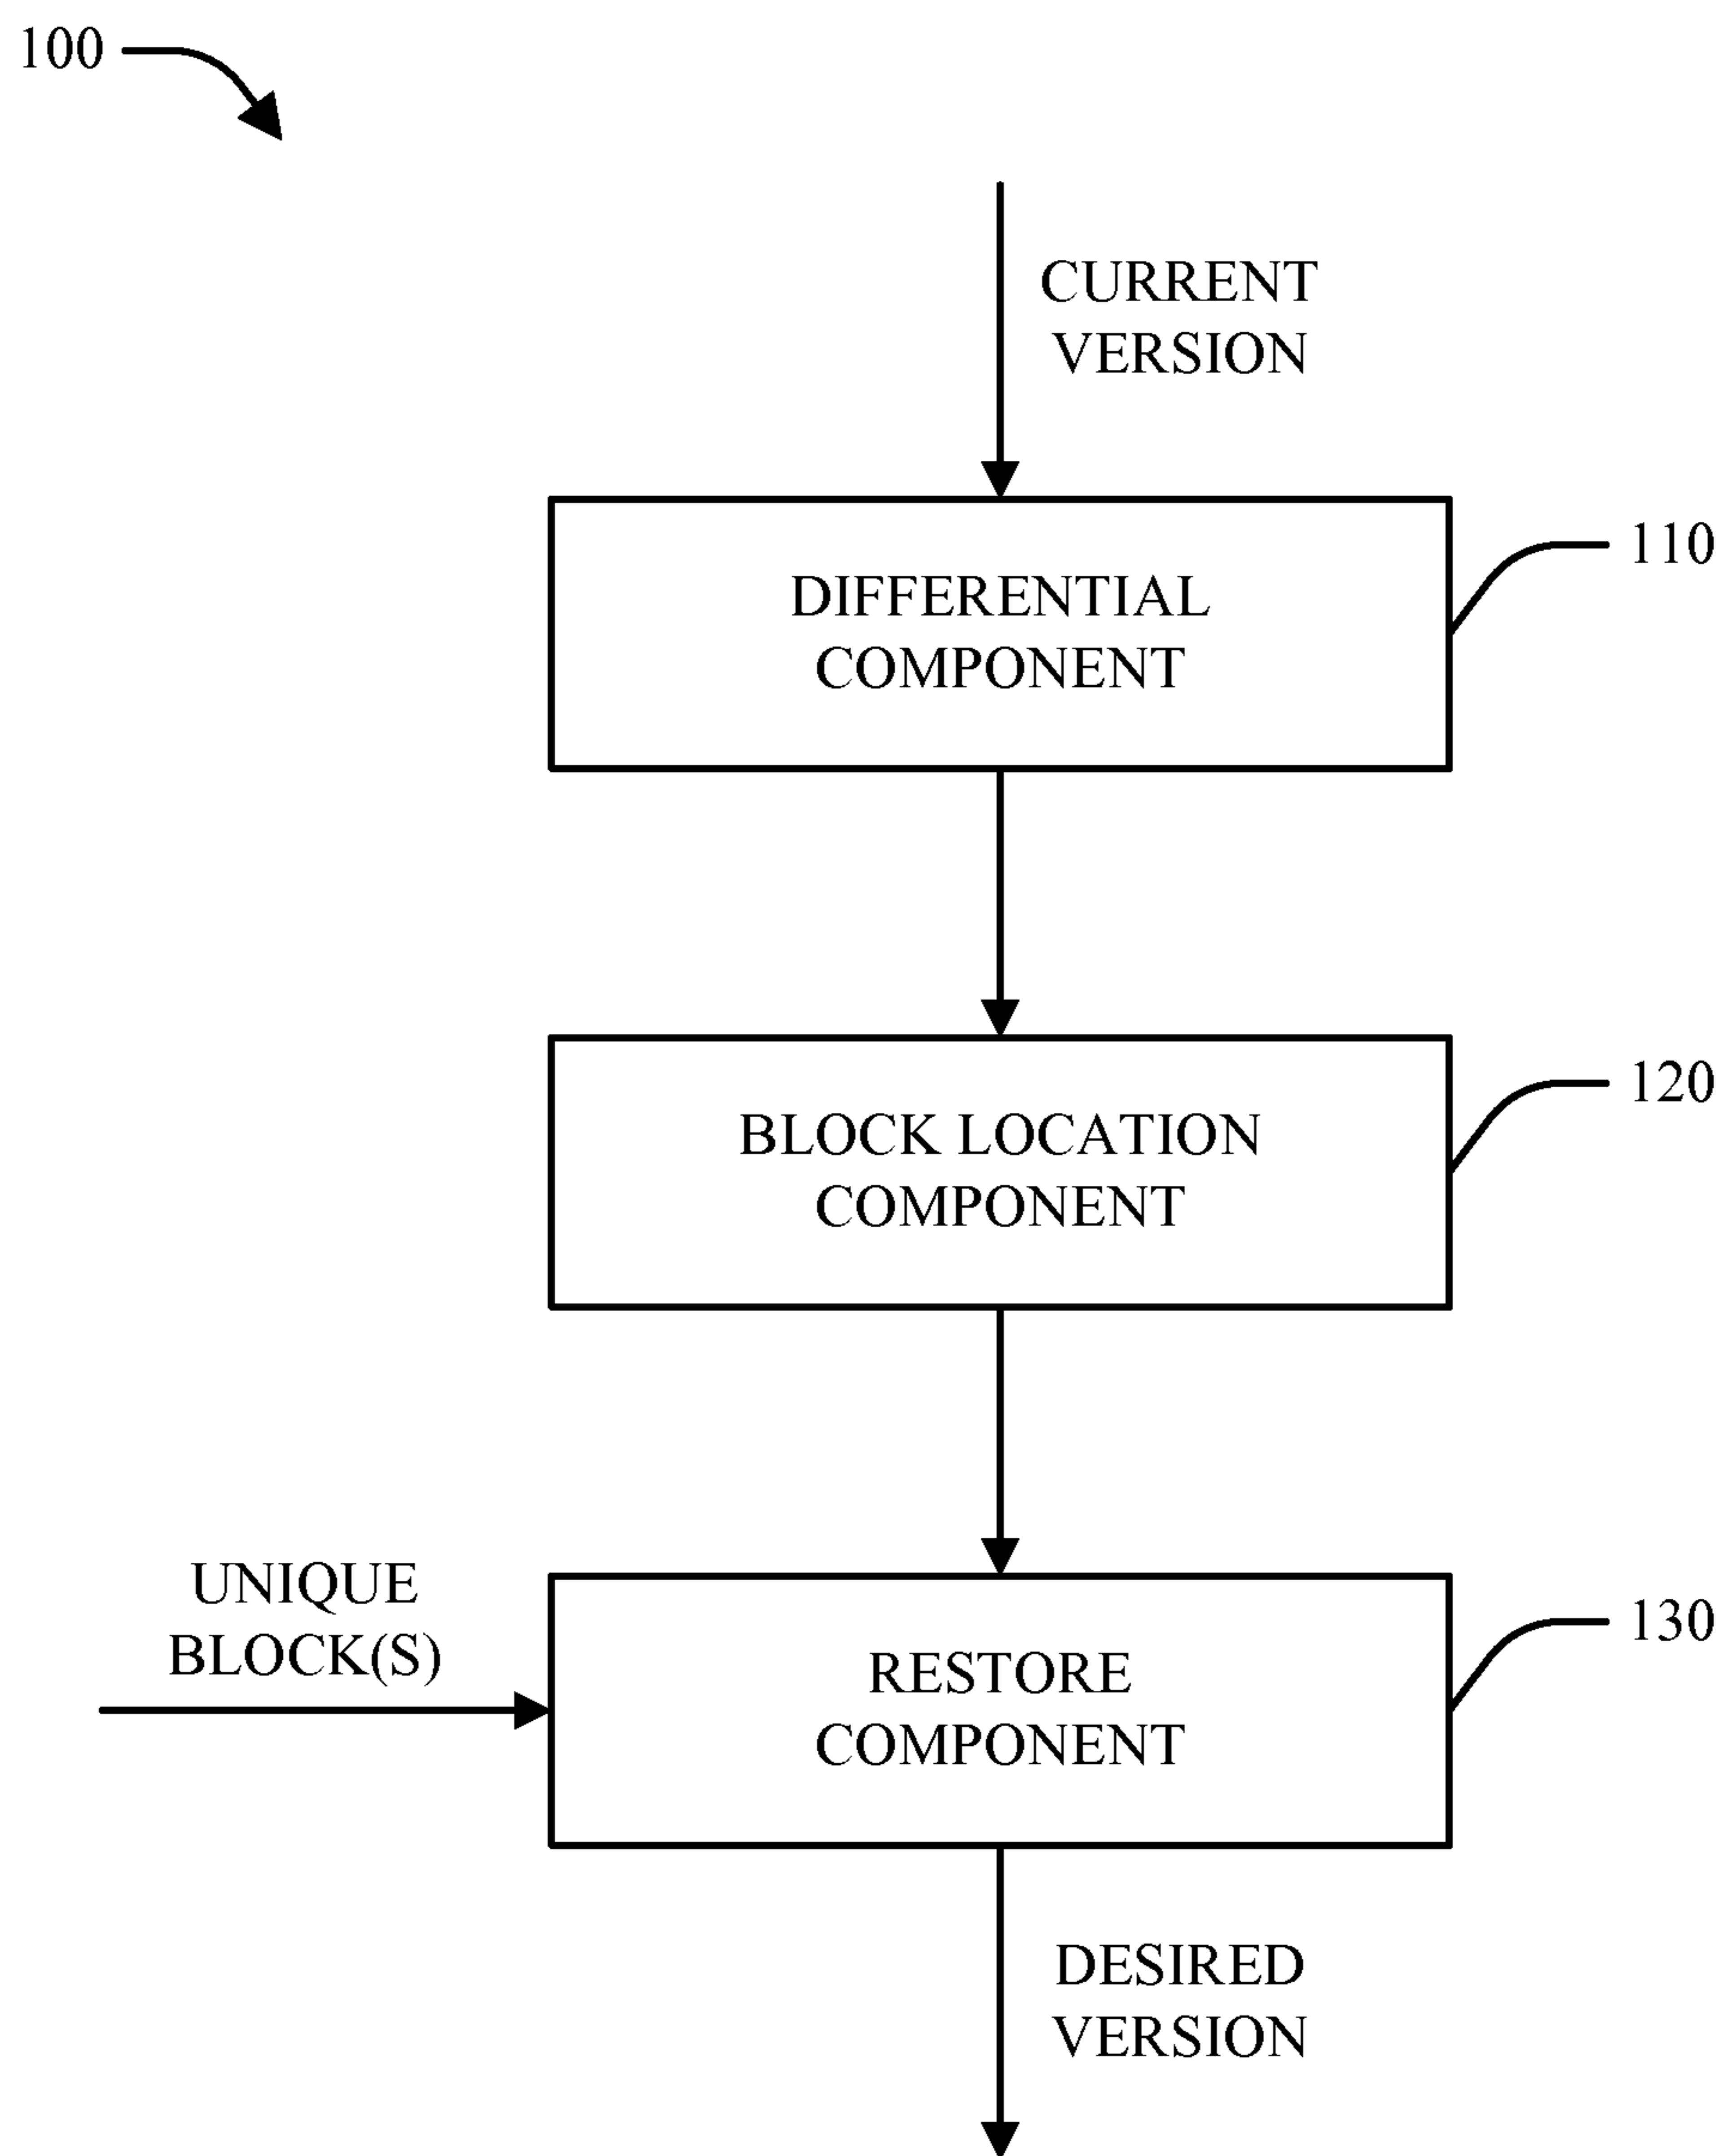 100
CURRENT
VERSION
110
DIFFERENTIAL
COMPONENT
120
BLOCK LOCATION
COMPONENT
UNIQUE
BLOCK(S)
130
RESTORE
COMPONENT
DESIRED
VERSION